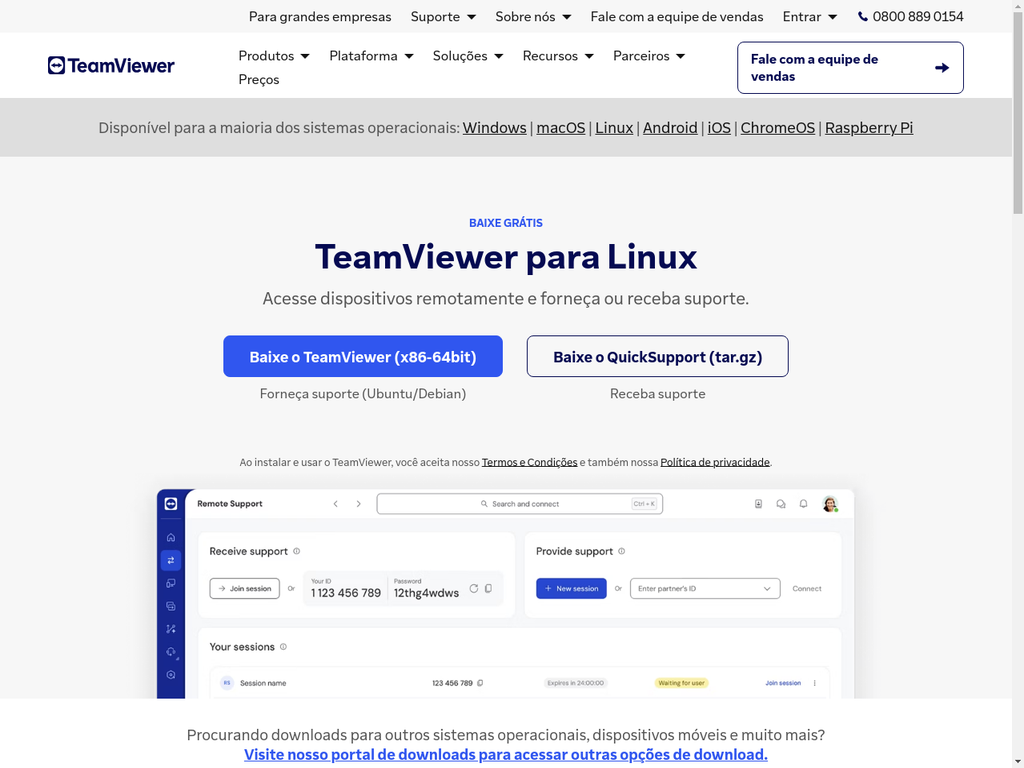 Para grandes empresas Suporte Sobre nós Fale com a equipe de vendas Entrar 0800 889 0154
TeamViewer
Produtos Plataforma Soluções Recursos Parceiros
Preços
Fale com a equipe de
vendas
Disponível para a maioria dos sistemas operacionais: Windows | macOS | Linux | Android | iOS | ChromeOS | Raspberry Pi
BAIXE GRÁTIS
TeamViewer para Linux
Acesse dispositivos remotamente e forneça ou receba suporte.
Baixe o TeamViewer (x86-64bit) Baixe o QuickSupport (tar.gz)
Forneça suporte (Ubuntu/Debian) Receba suporte
Ao instalar e usar o TeamViewer, você aceita nosso Termos e Condições e também nossa Política de privacidade.
Remote Support Search and connect Ctrl + K
Receive support Provide support
Your ID Password
Join session Or 1 123 456 789 12thg4wdws + New session Or Enter partner's ID Connect
Your sessions
RS Session name 123 456 789 Expires in 24:00:00 Waiting for user Join session
Procurando downloads para outros sistemas operacionais, dispositivos móveis e muito mais?
Visite nosso portal de downloads para acessar outras opções de download.